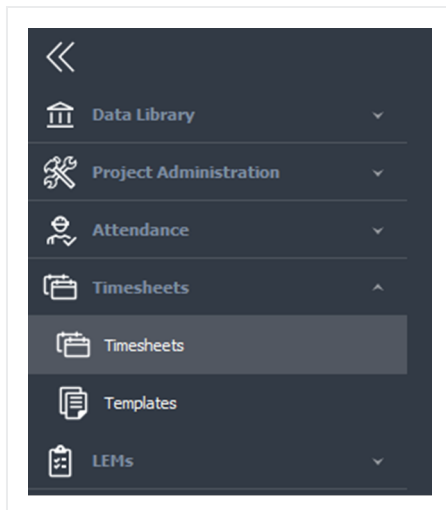 Data Library
Project Administration
Attendance
Timesheets
Timesheets
Templates
LEMs